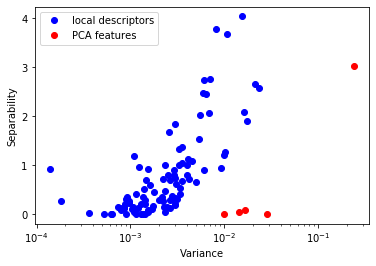 local descriptors
PCA features
Separability
4
3
2
1
0
10⁻⁴
10⁻³
10⁻²
10⁻¹
Variance